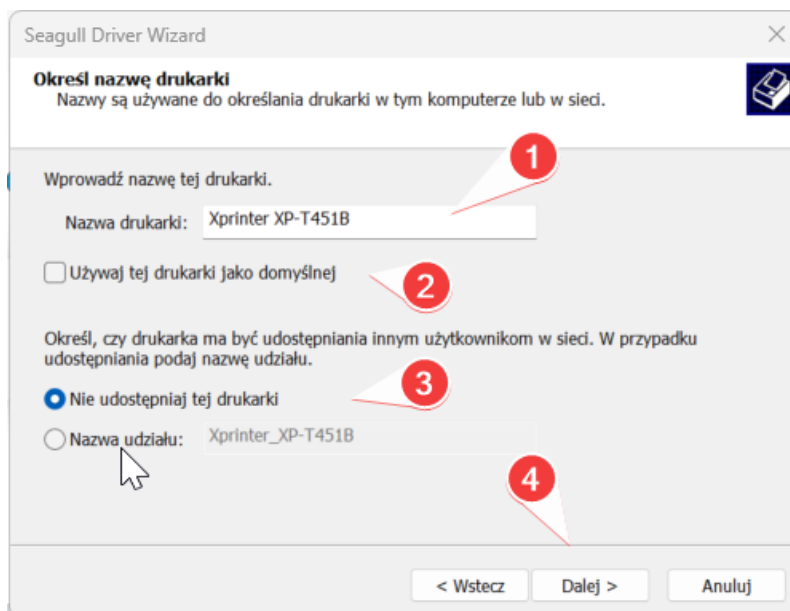 Seagull Driver Wizard
Określ nazwę drukarki
Nazwy są używane do określania drukarki w tym komputerze lub w sieci.
1
Wprowadź nazwę tej drukarki.
Nazwa drukarki: Xprinter XP-T451B
Używaj tej drukarki jako domyślnej
2
Określ, czy drukarka ma być udostępniania innym użytkownikom w sieci. W przypadku
udostępniania podaj nazwę udziału.
3
Nie udostępniaj tej drukarki
Nazwa udziału: Xprinter_XP-T451B
4
< Wstecz Dalej > Anuluj